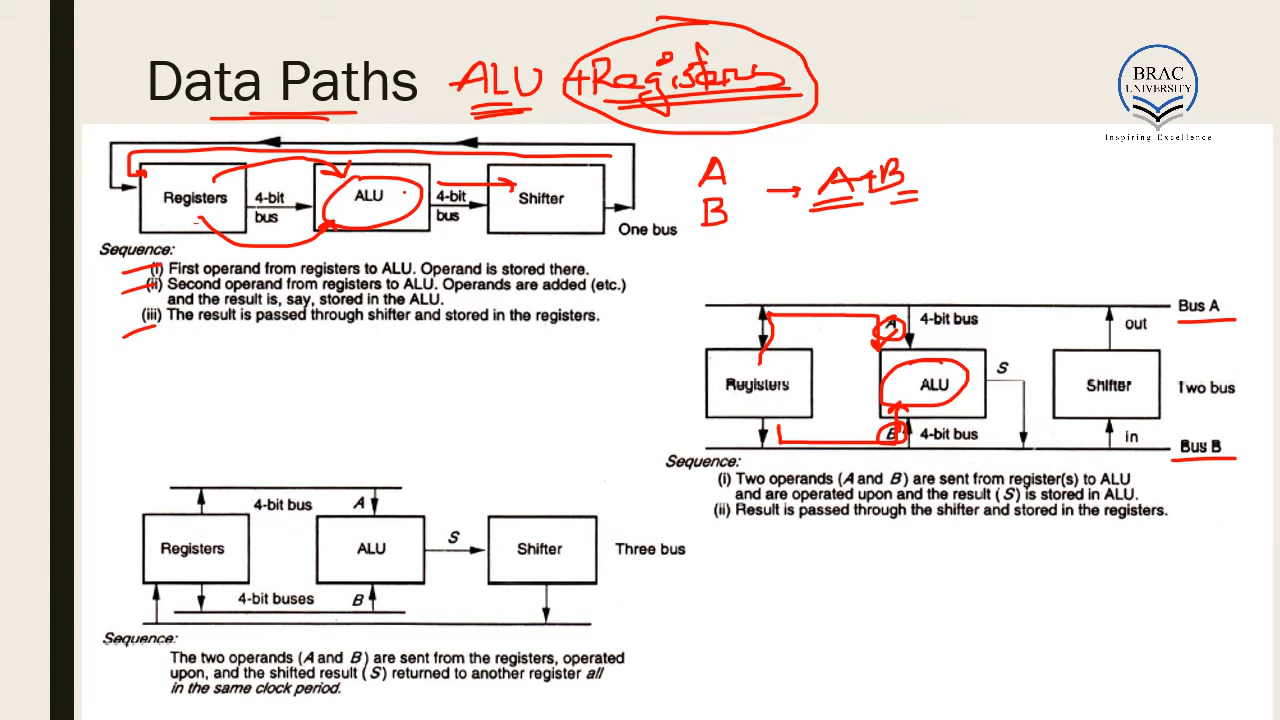 Data Paths ALU + Registers
BRAC
UNIVERSITY
Inspiring Excellence
Registers
4-bit
bus
ALU
4-bit
bus
Shifter
One bus
A
B
→ A+B
Sequence:
(i) First operand from registers to ALU. Operand is stored there.
(ii) Second operand from registers to ALU. Operands are added (etc.)
and the result is, say, stored in the ALU.
(iii) The result is passed through shifter and stored in the registers.
Bus A
A
4-bit bus
out
Registers
ALU
S
Shifter
Two bus
B
4-bit bus
in
Bus B
Sequence:
(i) Two operands (A and B) are sent from register(s) to ALU
and are operated upon and the result (S) is stored in ALU.
(ii) Result is passed through the shifter and stored in the registers.
4-bit bus
A
Registers
ALU
S
Shifter
Three bus
4-bit buses
B
Sequence:
The two operands (A and B) are sent from the registers, operated
upon, and the shifted result (S) returned to another register all
in the same clock period.